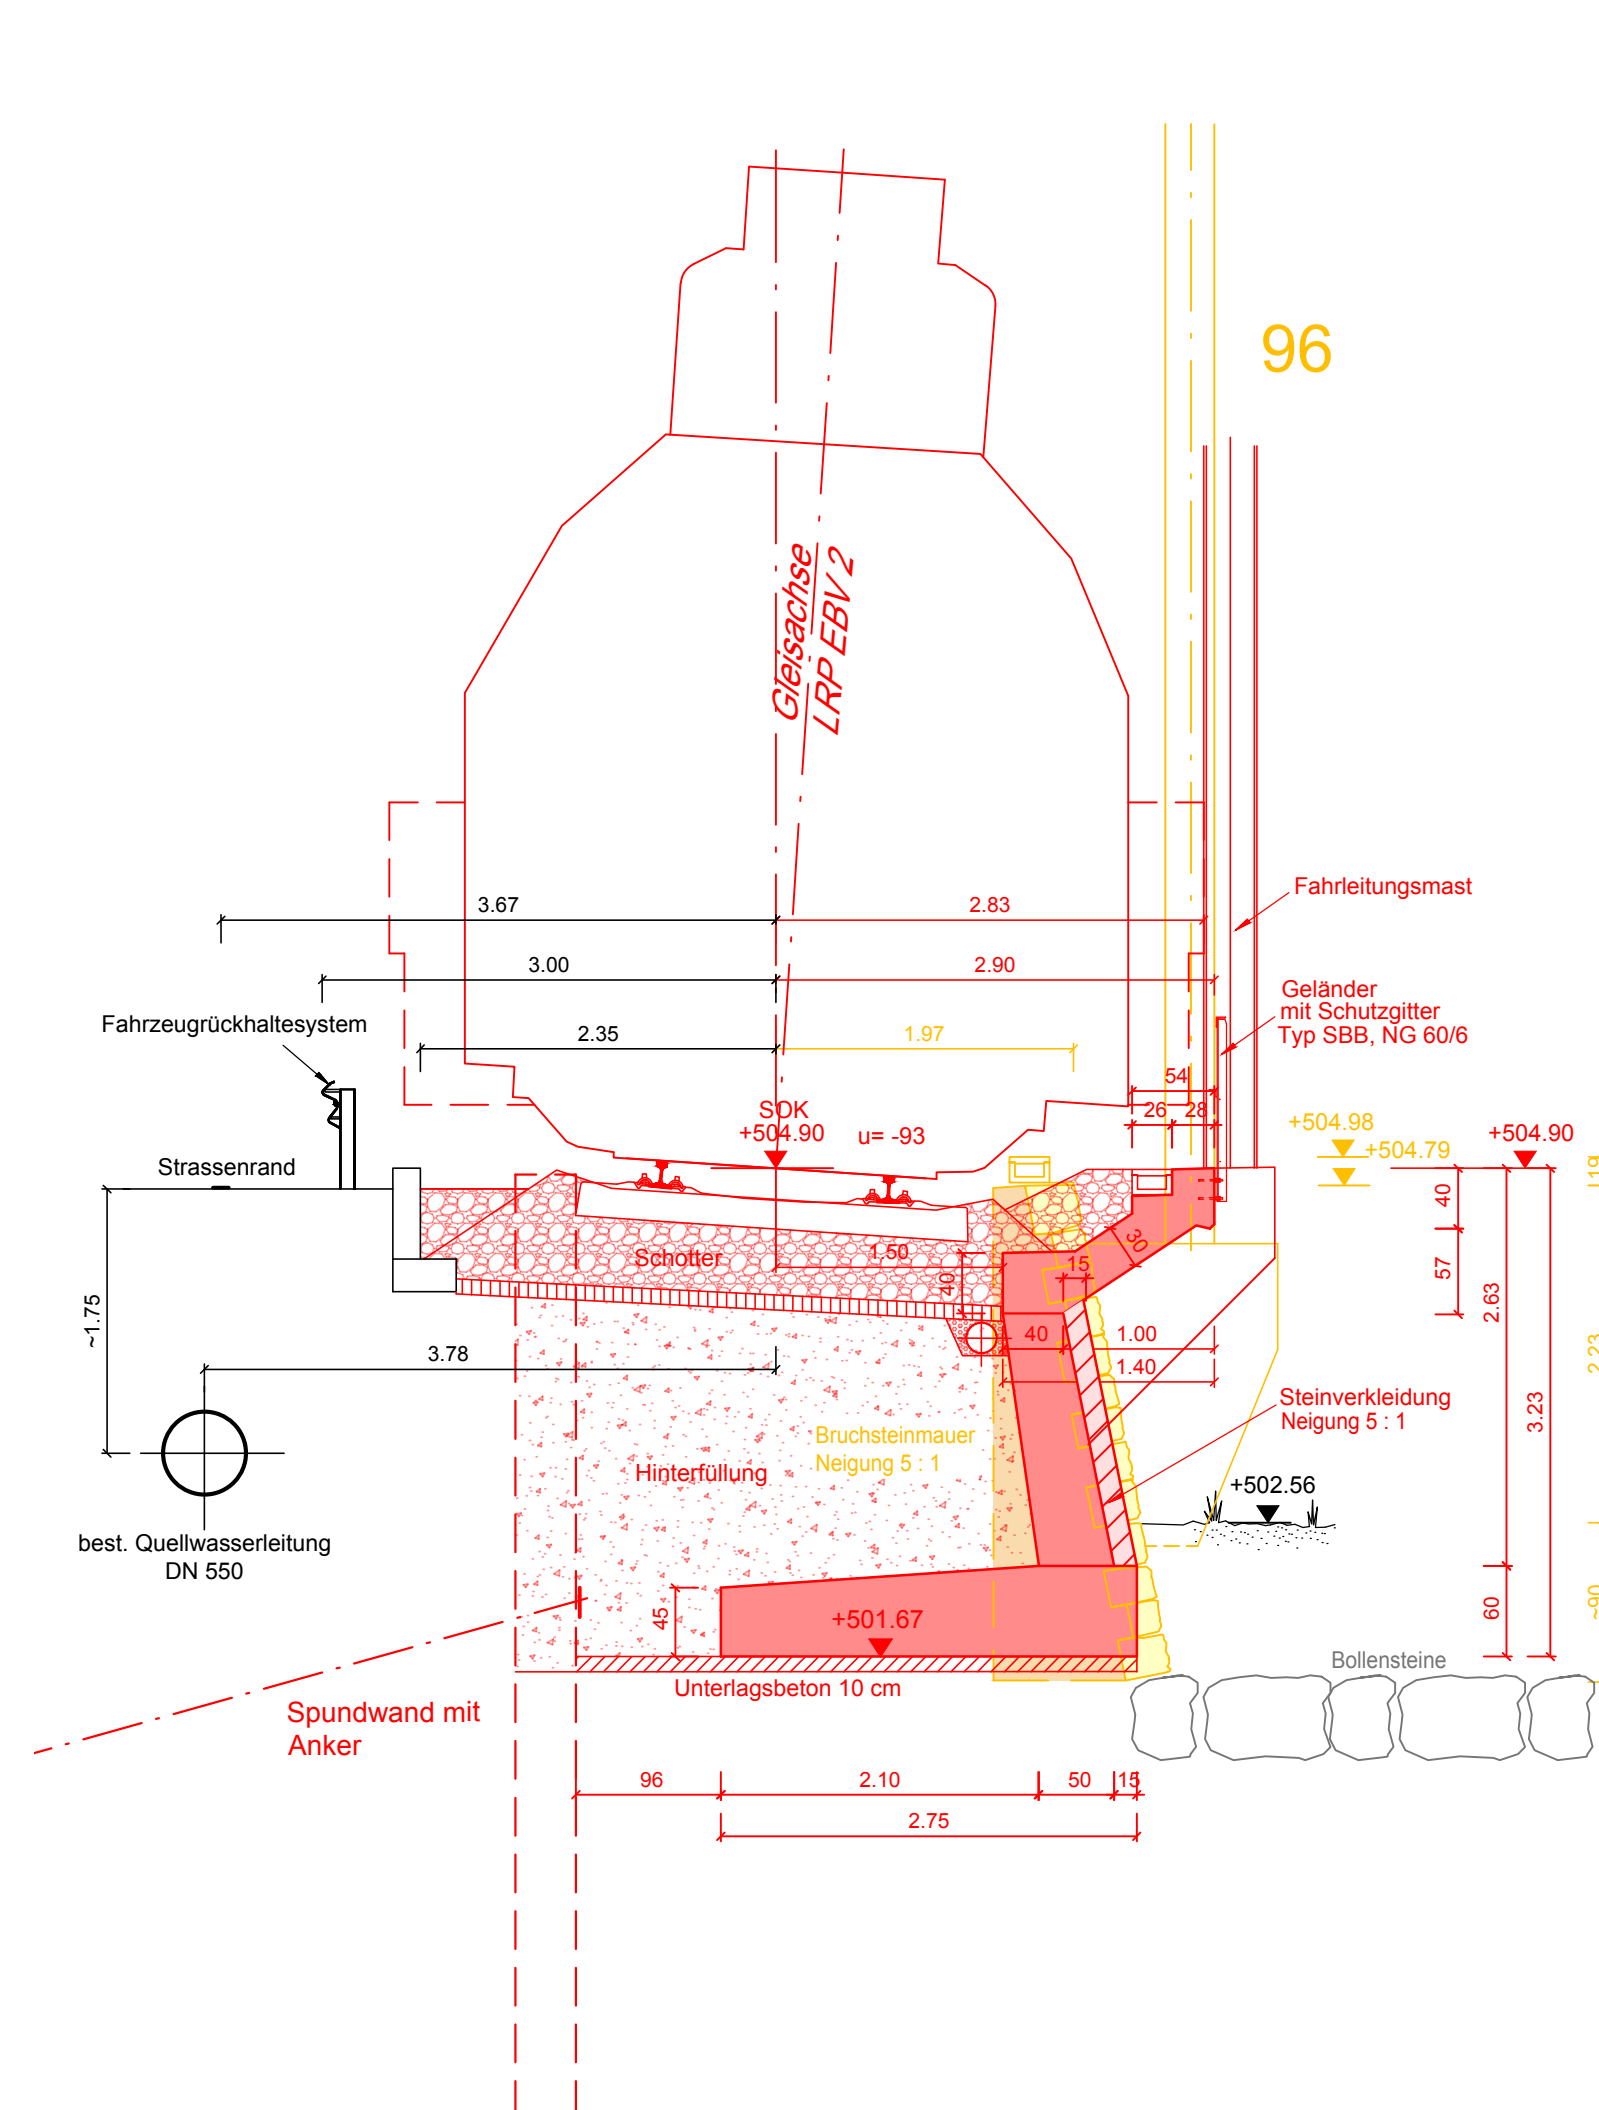 96
Gleisachse
LRP EBV 2
Fahrleitungsmast
3.67
2.83
3.00
2.90
Geländer
mit Schutzgitter
Typ SBB, NG 60/6
Fahrzeugrückhaltesystem
2.35
1.97
54
26
28
SOK
+504.90
u= -93
+504.98
+504.79
+504.90
Strassenrand
19
40
Schotter
1.50
30
15
40
57
2.63
~1.75
40
1.00
1.40
3.78
2.23
3.23
Steinverkleidung
Neigung 5 : 1
Bruchsteinmauer
Neigung 5 : 1
Hinterfüllung
+502.56
best. Quellwasserleitung
DN 550
45
+501.67
60
~90
Bollensteine
Unterlagsbeton 10 cm
Spundwand mit
Anker
96
2.10
50
15
2.75